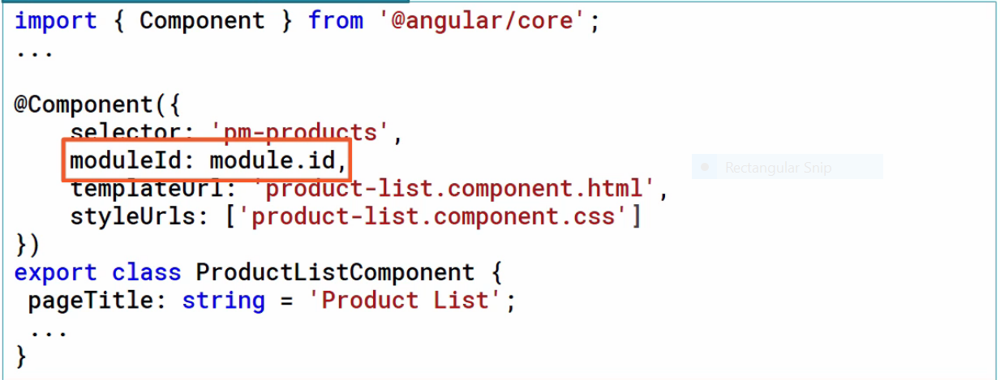 import { Component } from '@angular/core';
...
@Component({
    selector: 'pm-products',
    moduleId: module.id,
    templateUrl: 'product-list.component.html',
    styleUrls: ['product-list.component.css']
})
export class ProductListComponent {
 pageTitle: string = 'Product List';
 ...
}
Rectangular Snip